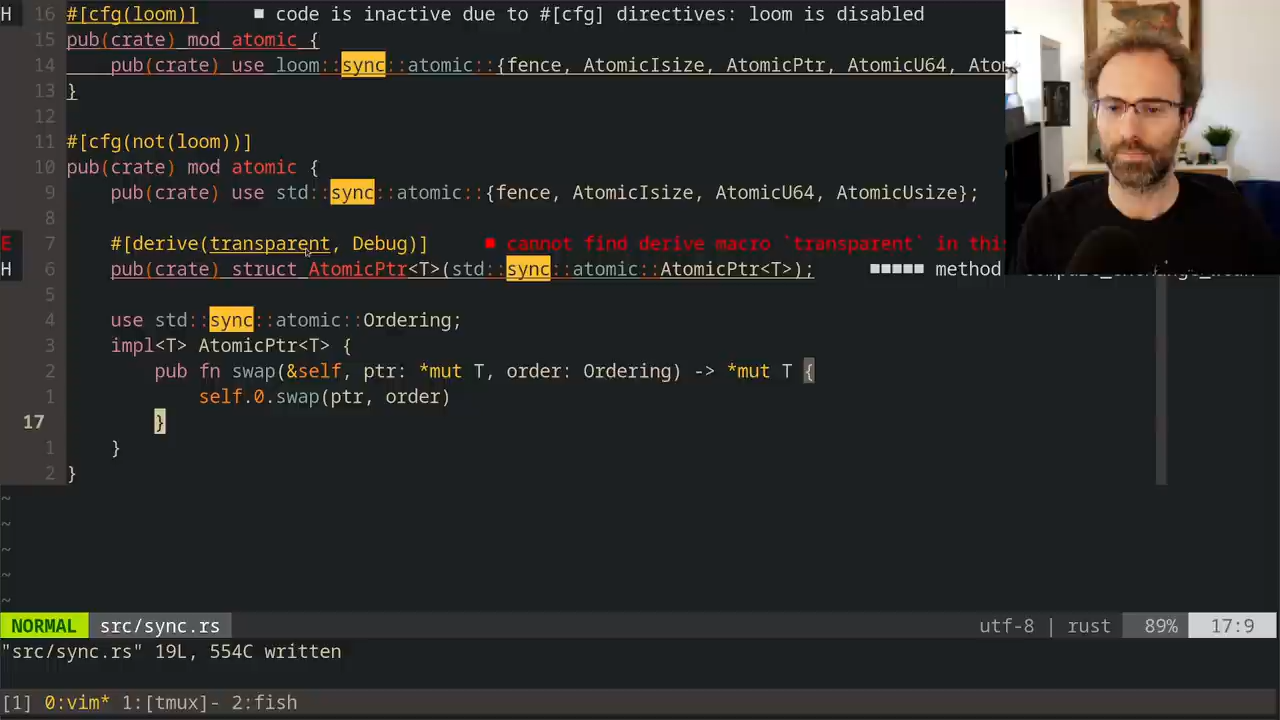 H 16 #[cfg(loom)] ■ code is inactive due to #[cfg] directives: loom is disabled
15 pub(crate) mod atomic {
14 pub(crate) use loom::sync::atomic::{fence, AtomicIsize, AtomicPtr, AtomicU64, Atom
13 }
12
11 #[cfg(not(loom))]
10 pub(crate) mod atomic {
9 pub(crate) use std::sync::atomic::{fence, AtomicIsize, AtomicU64, AtomicUsize};
8
E 7 #[derive(transparent, Debug)] ■ cannot find derive macro `transparent` in this
H 6 pub(crate) struct AtomicPtr<T>(std::sync::atomic::AtomicPtr<T>); ■■■■■ method
5
4 use std::sync::atomic::Ordering;
3 impl<T> AtomicPtr<T> {
2 pub fn swap(&self, ptr: *mut T, order: Ordering) -> *mut T {
1 self.0.swap(ptr, order)
17 }
1 }
2 }
~
~
~
~
~
NORMAL src/sync.rs utf-8 | rust 89% 17:9
"src/sync.rs" 19L, 554C written
[1] 0:vim* 1:[tmux]- 2:fish